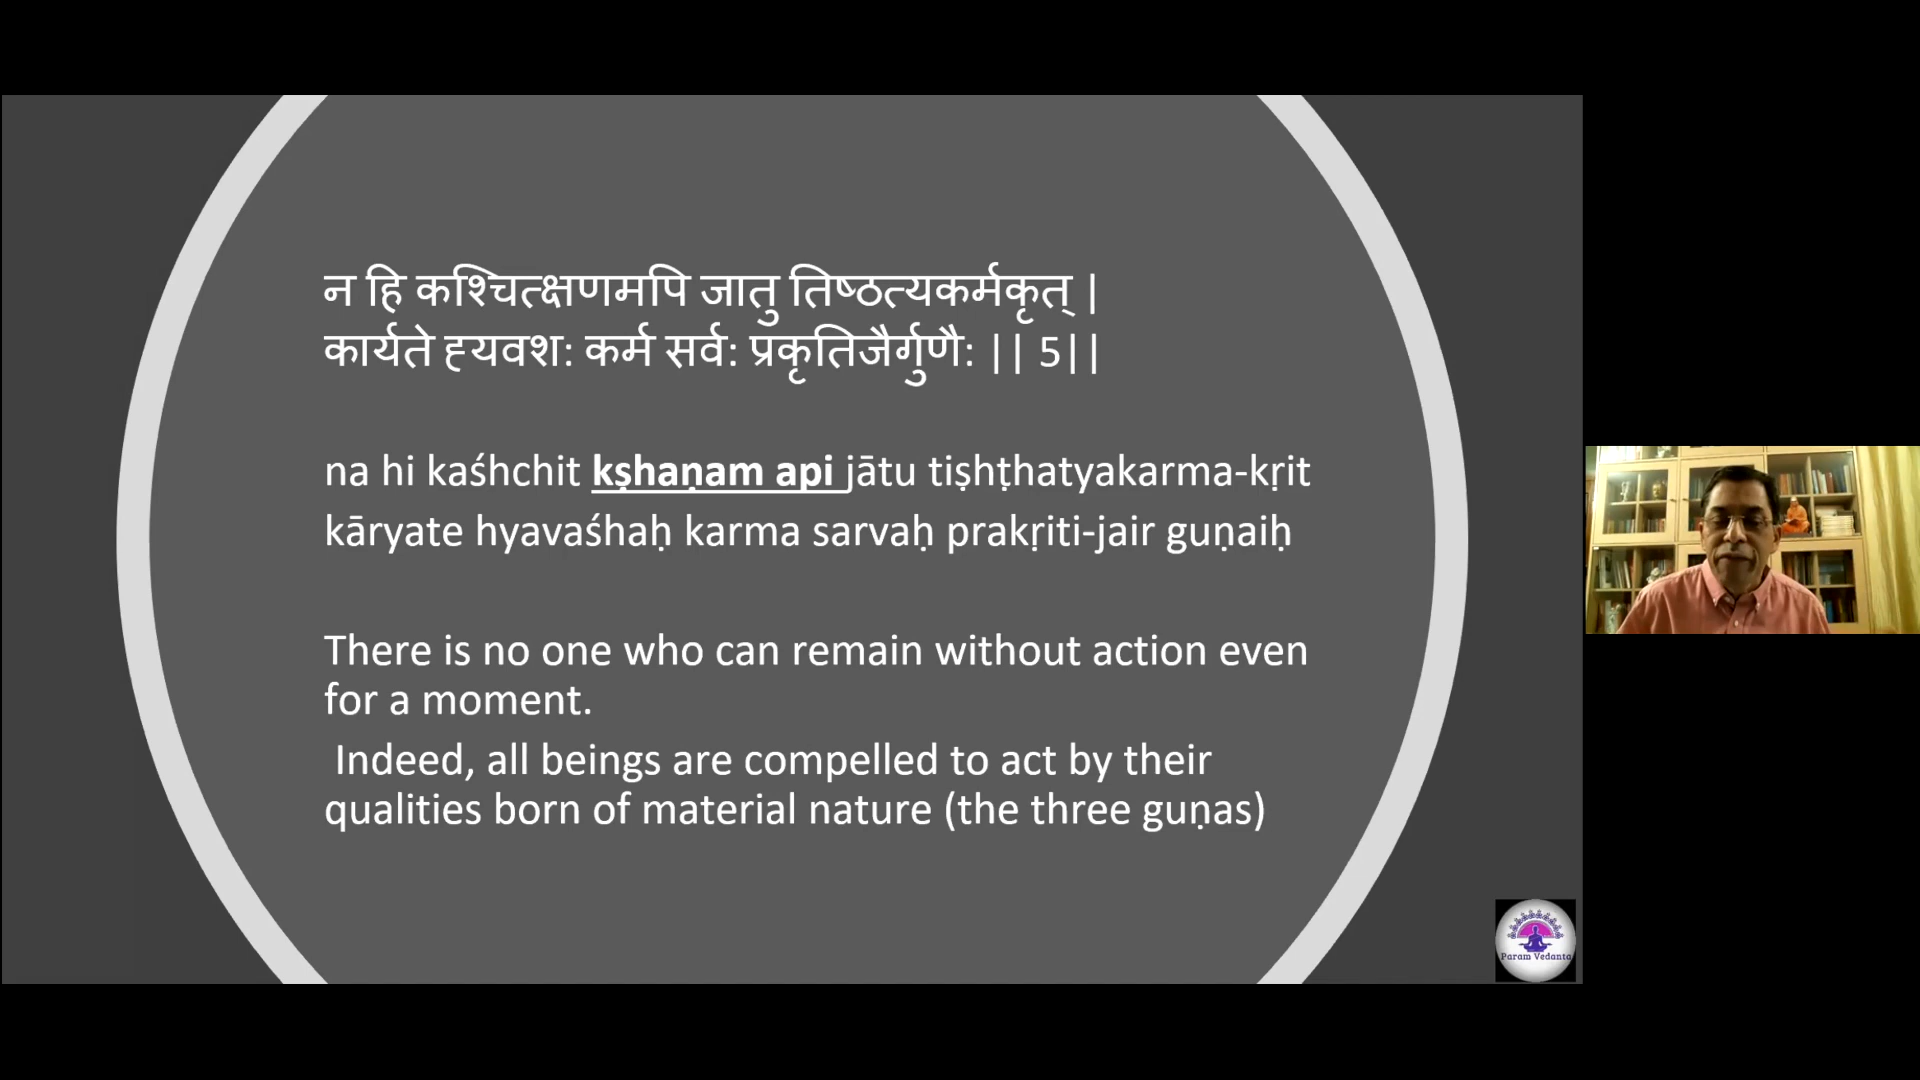 न हि कश्चित्क्षणमपि जातु तिष्ठत्यकर्मकृत् |
कार्यते ह्यवशः कर्म सर्वः प्रकृतिजैर्गुणैः || 5||
na hi kaśhchit kṣhaṇam api jātu tiṣhṭhatyakarma-kṛit
kāryate hyavaśhaḥ karma sarvaḥ prakṛiti-jair guṇaiḥ
There is no one who can remain without action even
for a moment.
Indeed, all beings are compelled to act by their
qualities born of material nature (the three guṇas)
Param Vedanta